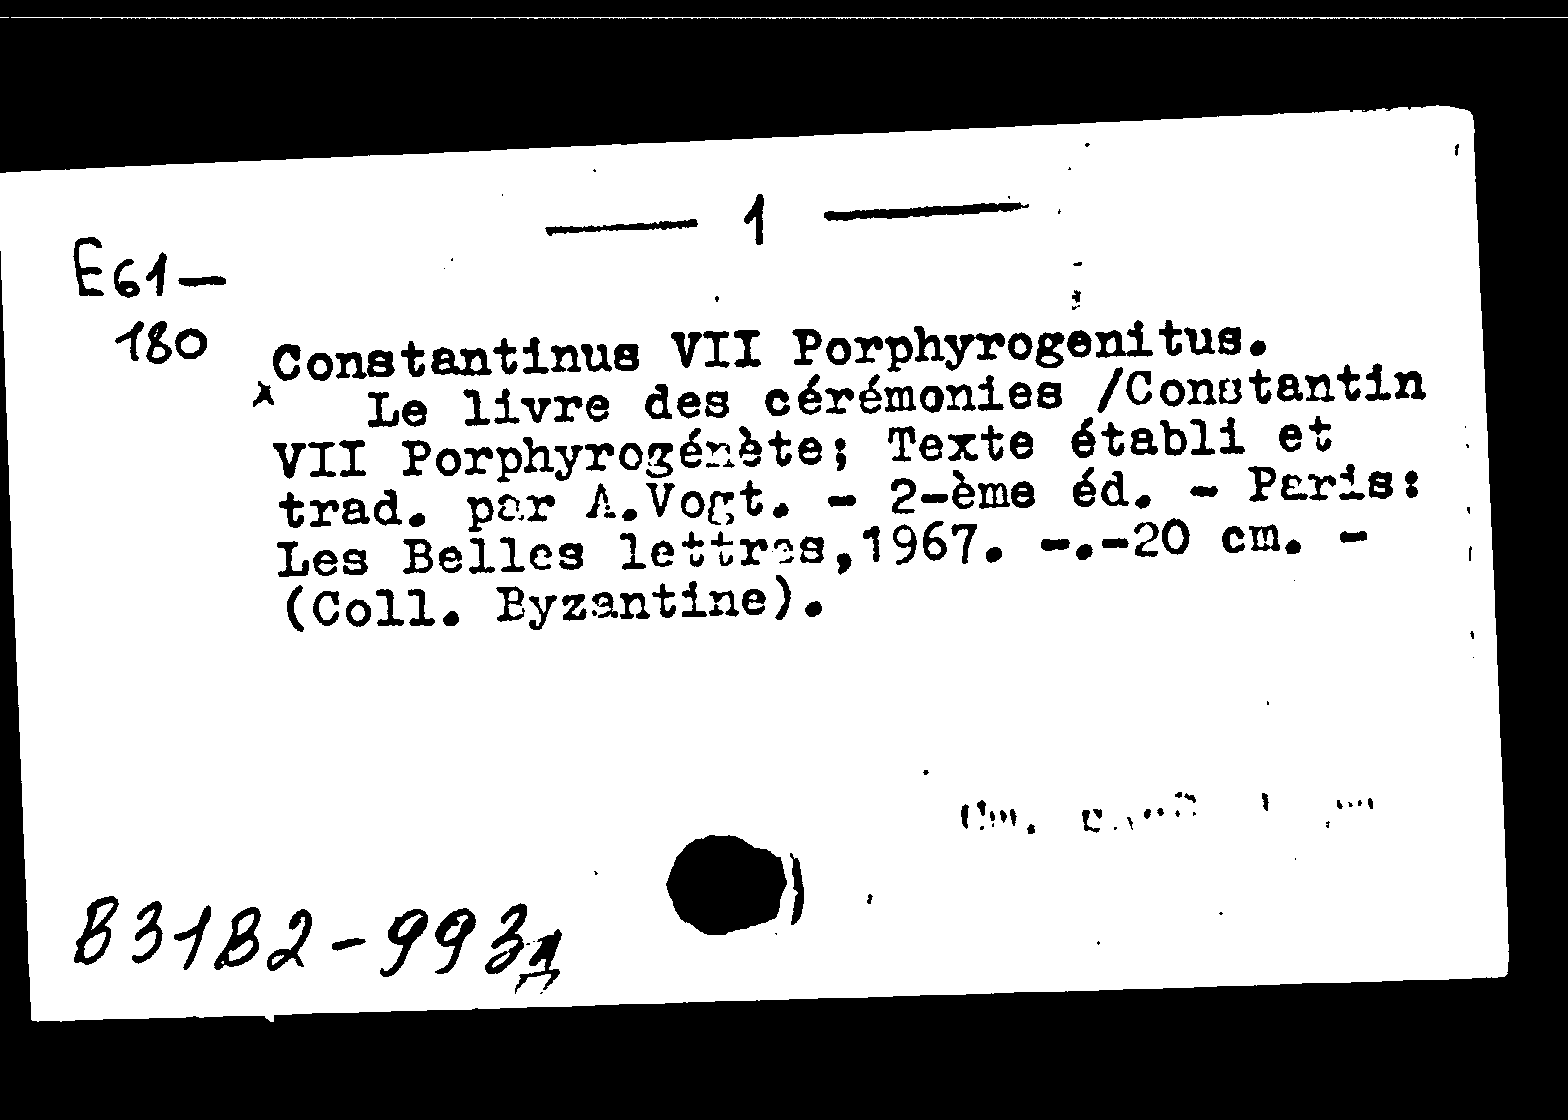 — 1 —
E61—
180
Constantinus VII Porphyrogenitus.
Le livre des cérémonies /Constantin
VII Porphyrogénète; Texte établi et
trad. par A.Vogt. - 2-ème éd. - Paris:
Les Belles lettres,1967. -.-20 cm. -
(Coll. Byzantine).
B31B2-993д